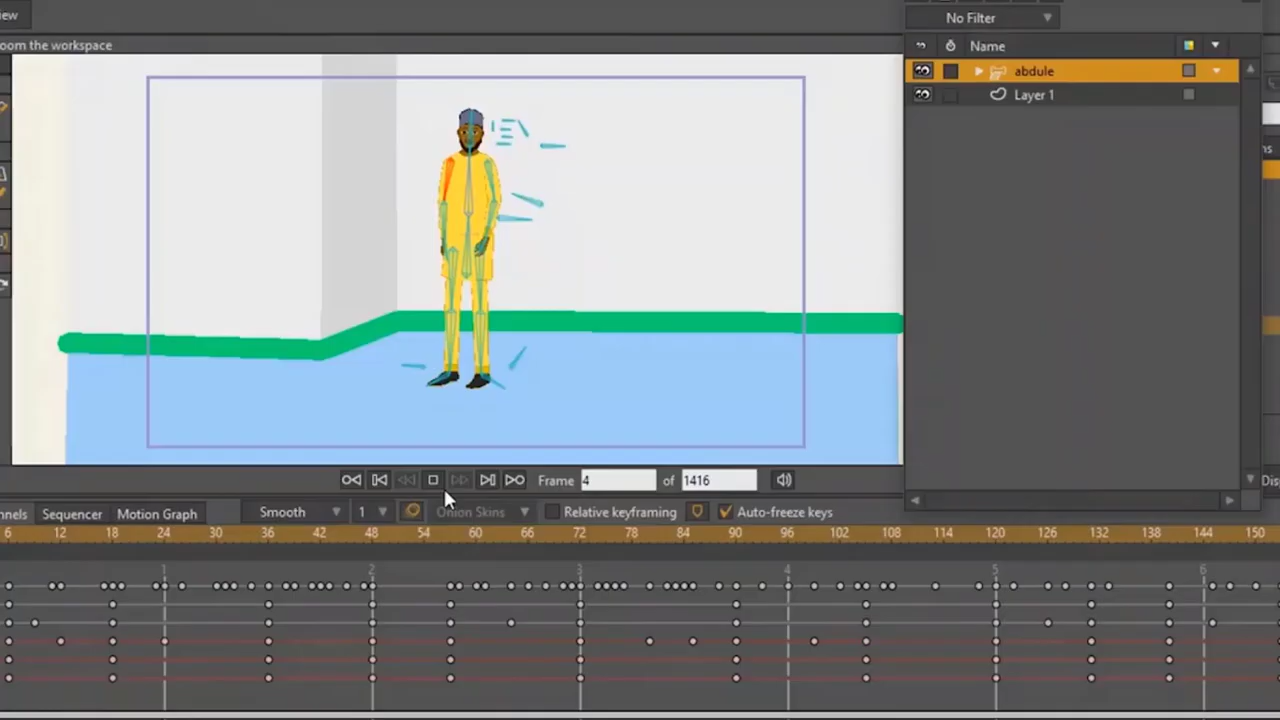 iew
No Filter
oom the workspace
Name
abdule
Layer 1
ns
Frame 4 of 1416
Dis
nnels Sequencer Motion Graph Smooth 1 Onion Skins Relative keyframing Auto-freeze keys
6 12 18 24 30 36 42 48 54 60 66 72 78 84 90 96 102 108 114 120 126 132 138 144 150
1 2 3 4 5 6